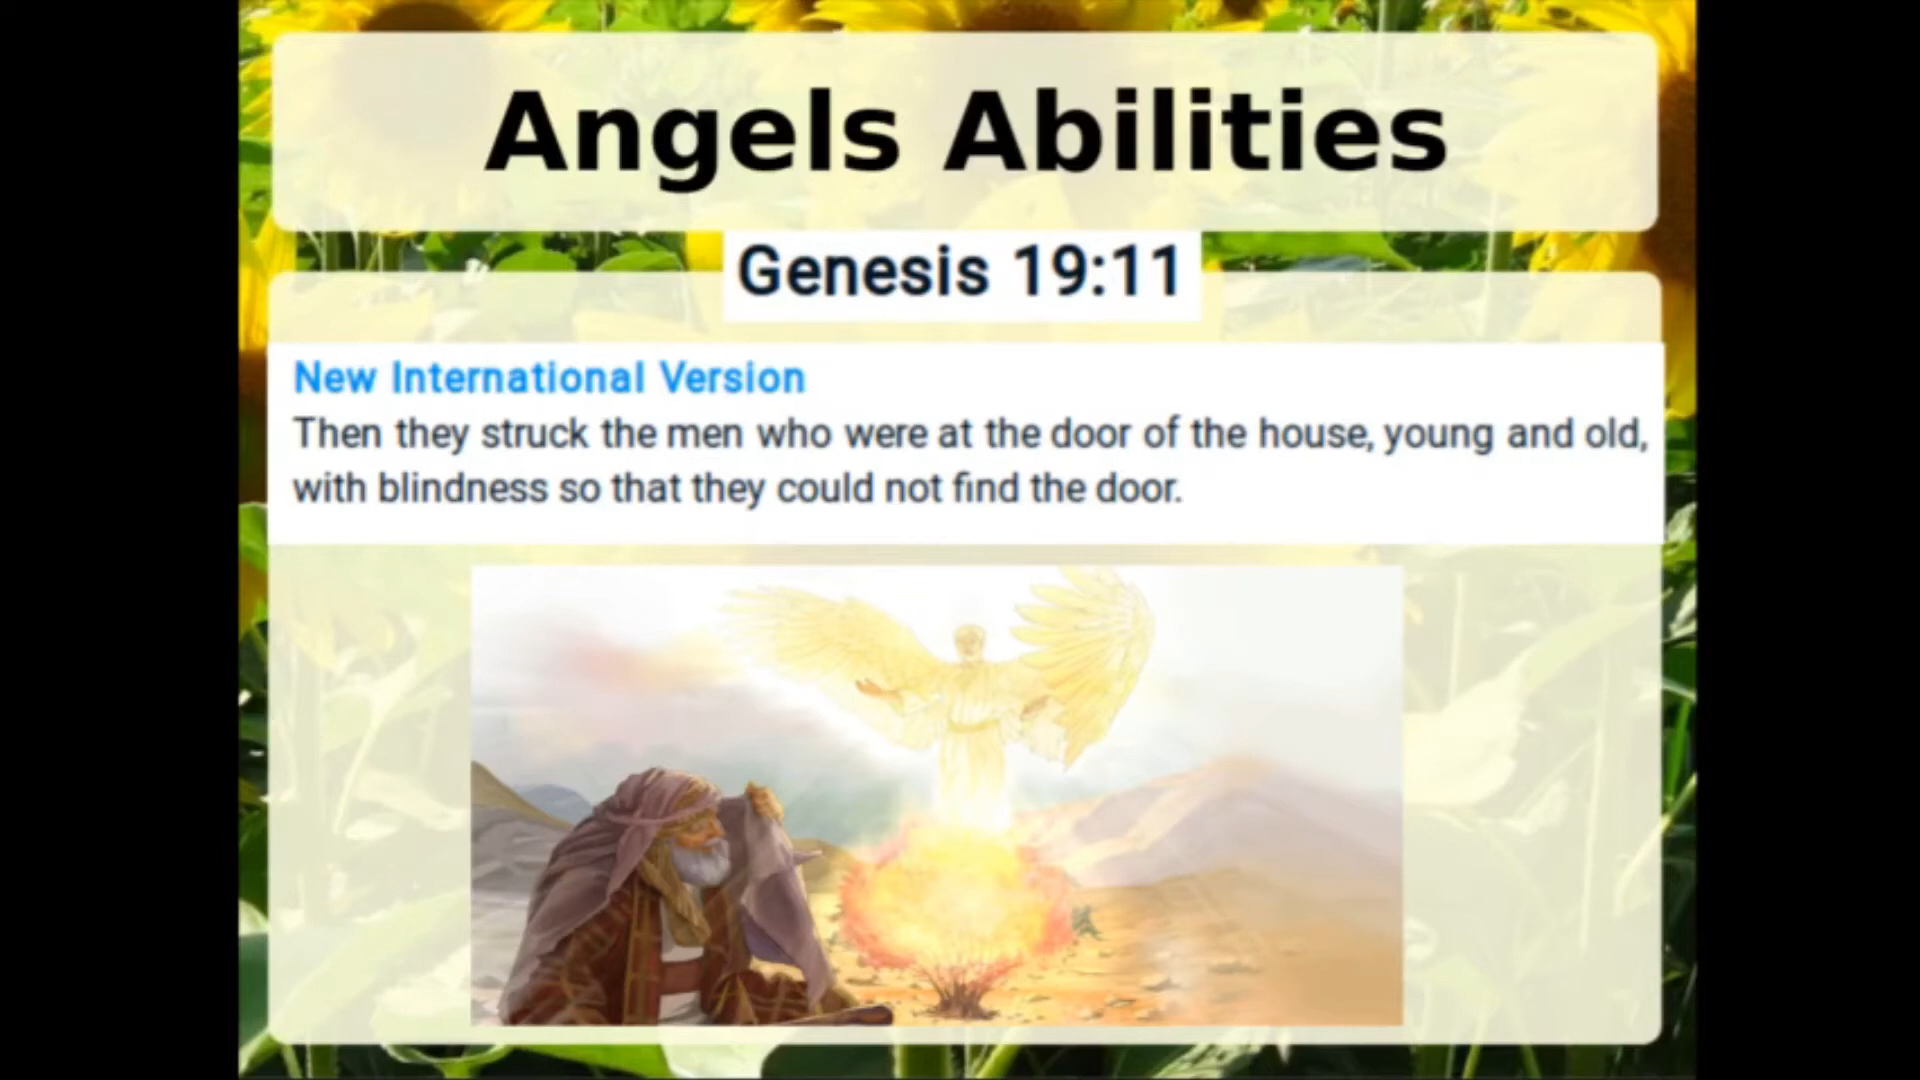 Angels Abilities
Genesis 19:11
New International Version
Then they struck the men who were at the door of the house, young and old,
with blindness so that they could not find the door.